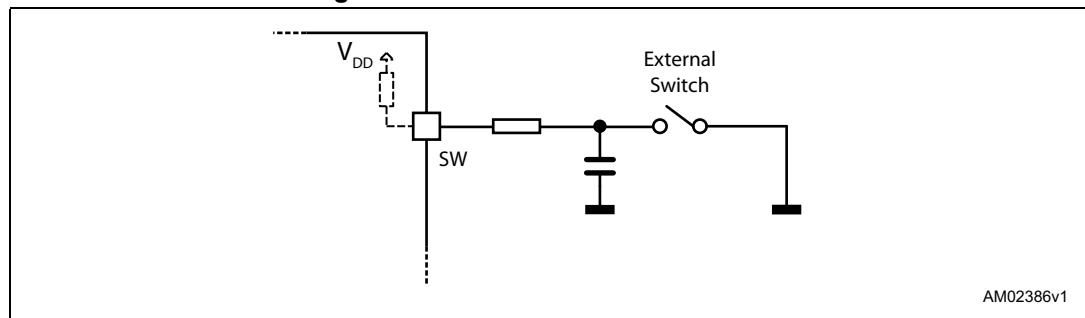 V_DD
External
Switch
SW
AM02386v1